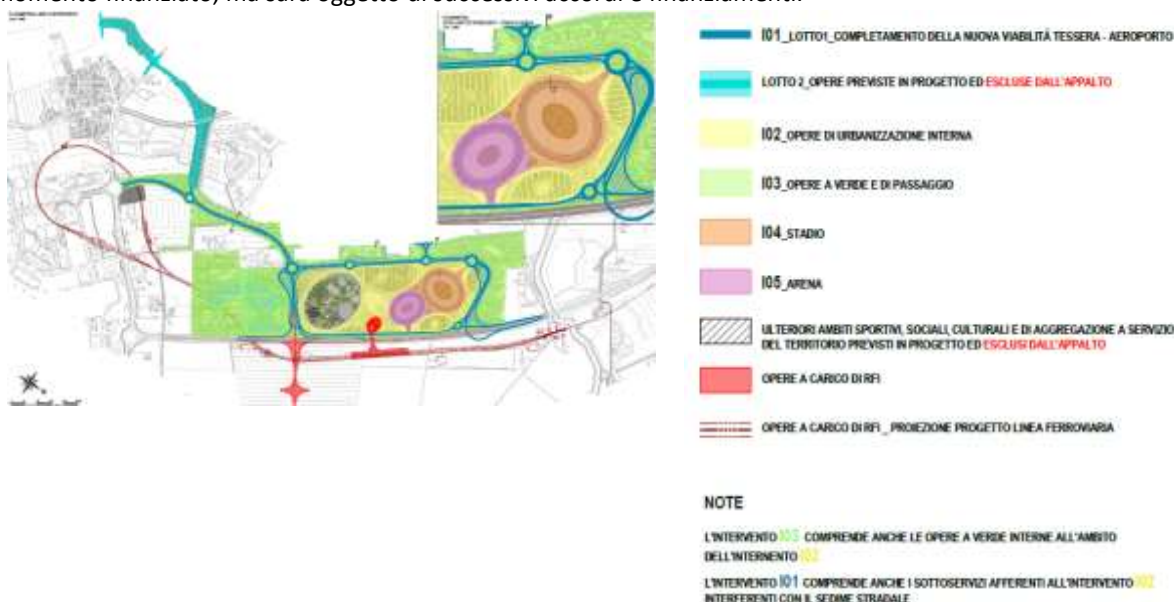 momento finanziato, ma sarà oggetto di successivi accordi e finanziamenti.
I01_LOTTO1_COMPLETAMENTO DELLA NUOVA VIABILITÀ TESSERA - AEROPORTO
LOTTO 2_OPERE PREVISTE IN PROGETTO ED ESCLUSE DALL'APPALTO
I02_OPERE DI URBANIZZAZIONE INTERNA
I03_OPERE A VERDE E DI PASSAGGIO
I04_STADIO
I05_ARENA
ULTERIORI AMBITI SPORTIVI, SOCIALI, CULTURALI E DI AGGREGAZIONE A SERVIZIO
DEL TERRITORIO PREVISTI IN PROGETTO ED ESCLUSI DALL'APPALTO
OPERE A CARICO DI RFI
OPERE A CARICO DI RFI _ PROIEZIONE PROGETTO LINEA FERROVIARIA
NOTE
L'INTERVENTO I03 COMPRENDE ANCHE LE OPERE A VERDE INTERNE ALL'AMBITO
DELL'INTERNENTO I02
L'INTERVENTO I01 COMPRENDE ANCHE I SOTTOSERVIZI AFFERENTI ALL'INTERVENTO I02
INTERFERENTI CON IL SEDIME STRADALE